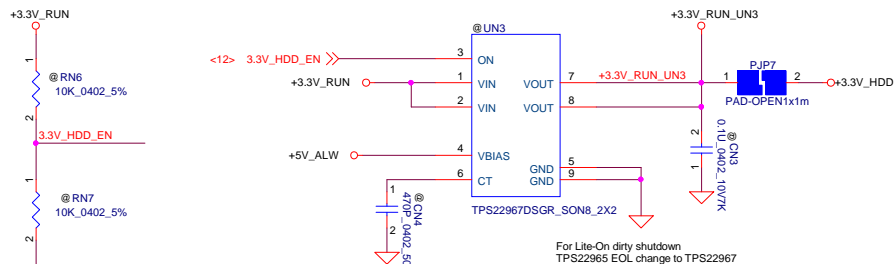 +3.3V_RUN
1
@RN6
10K_0402_5%
2
3.3V_HDD_EN
1
@RN7
10K_0402_5%
2
@UN3
<12> 3.3V_HDD_EN
3 ON
+3.3V_RUN
1 VIN
2 VIN
VOUT 7
VOUT 8
+5V_ALW
4 VBIAS
6 CT
GND 5
GND 9
1
@CN4
470P_0402_50
2
TPS22967DSGR_SON8_2X2
+3.3V_RUN_UN3
+3.3V_RUN_UN3
PJP7
1 2
+3.3V_HDD
PAD-OPEN1x1m
2
@CN3
0.1U_0402_10V7K
1
For Lite-On dirty shutdown
TPS22965 EOL change to TPS22967